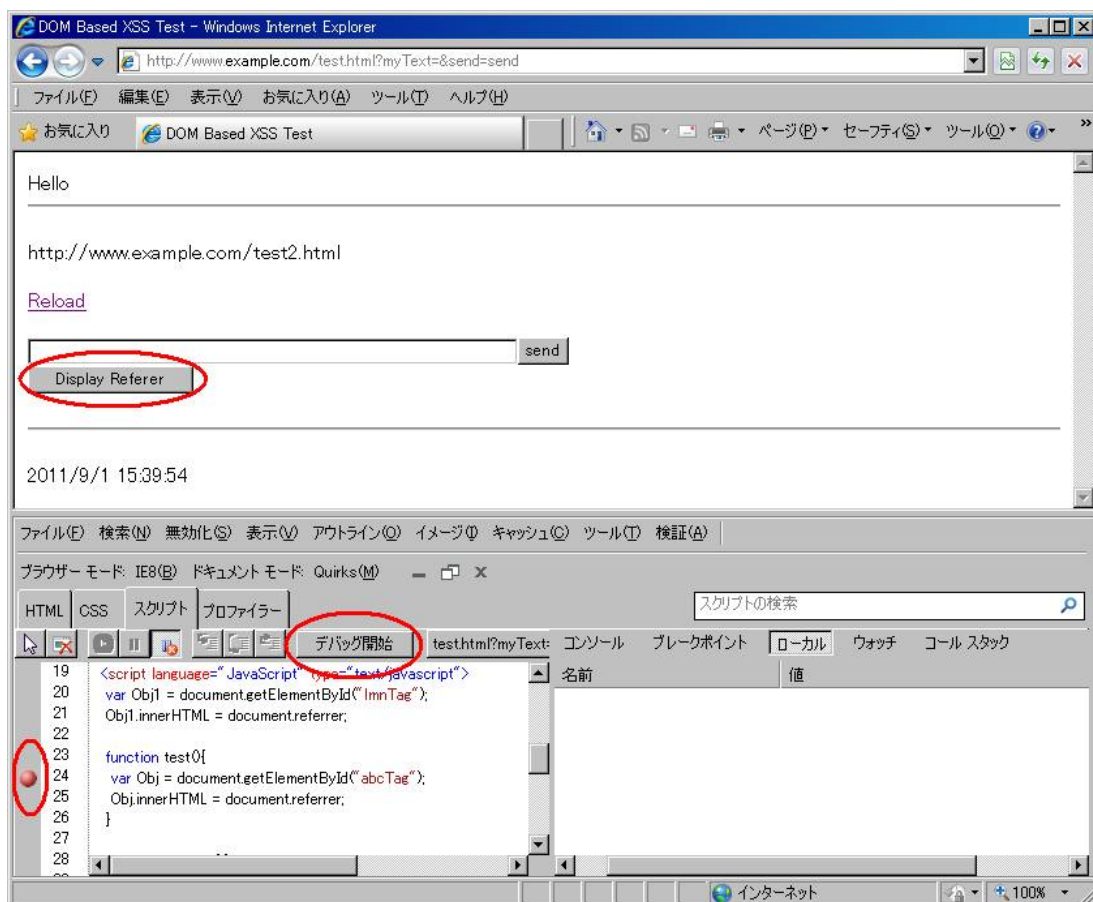 DOM Based XSS Test - Windows Internet Explorer
http://www.example.com/test.html?myText=&send=send
ファイル(F) 編集(E) 表示(V) お気に入り(A) ツール(T) ヘルプ(H)
お気に入り DOM Based XSS Test ページ(P) セーフティ(S) ツール(O) »
Hello
http://www.example.com/test2.html
Reload
send
Display Referer
2011/9/1 15:39:54
ファイル(F) 検索(N) 無効化(S) 表示(V) アウトライン(O) イメージ(I) キャッシュ(C) ツール(T) 検証(A)
ブラウザー モード: IE8(B) ドキュメント モード: Quirks(M)
HTML CSS スクリプト プロファイラー スクリプトの検索
デバッグ開始 test.html?myText= コンソール ブレークポイント ローカル ウォッチ コール スタック
名前 値
19 <script language="JavaScript" type="text/javascript">
20 var Obj1 = document.getElementById("lmnTag");
21 Obj1.innerHTML = document.referrer;
22
23 function test(){
24 var Obj = document.getElementById("abcTag");
25 Obj.innerHTML = document.referrer;
26 }
27
28
インターネット 100%